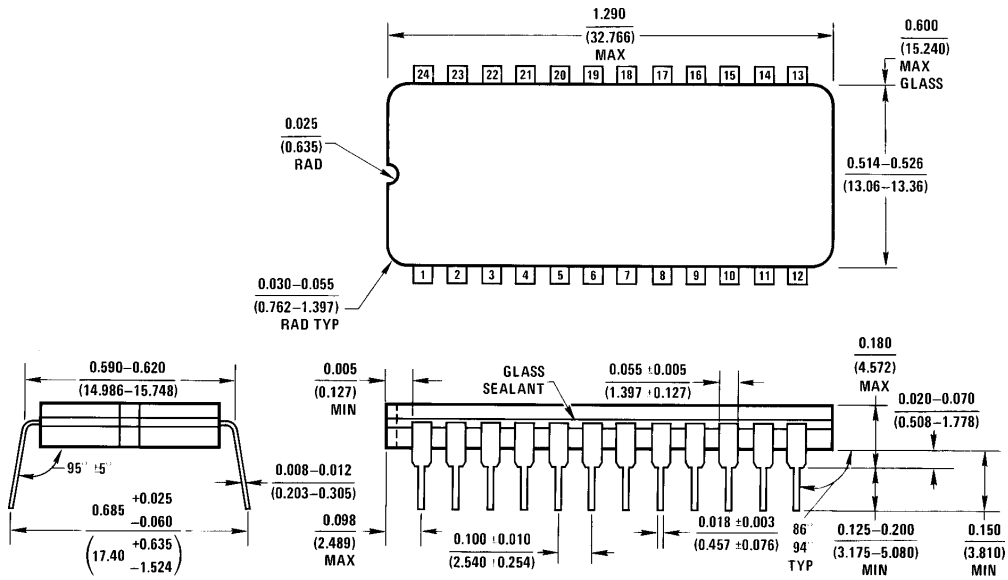 1.290
(32.766)
MAX
0.600
(15.240)
MAX
GLASS
24 23 22 21 20 19 18 17 16 15 14 13
0.025
(0.635)
RAD
0.514–0.526
(13.06–13.36)
1 2 3 4 5 6 7 8 9 10 11 12
0.030–0.055
(0.762–1.397)
RAD TYP
0.590–0.620
(14.986–15.748)
95° ±5°
0.008–0.012
(0.203–0.305)
0.685 +0.025 -0.060
(17.40 +0.635 -1.524)
0.005
(0.127)
MIN
GLASS
SEALANT
0.055 ±0.005
(1.397 ±0.127)
0.180
(4.572)
MAX
0.020–0.070
(0.508–1.778)
0.098
(2.489)
MAX
0.100 ±0.010
(2.540 ±0.254)
0.018 ±0.003
(0.457 ±0.076)
86°
94°
TYP
0.125–0.200
(3.175–5.080)
MIN
0.150
(3.810)
MIN